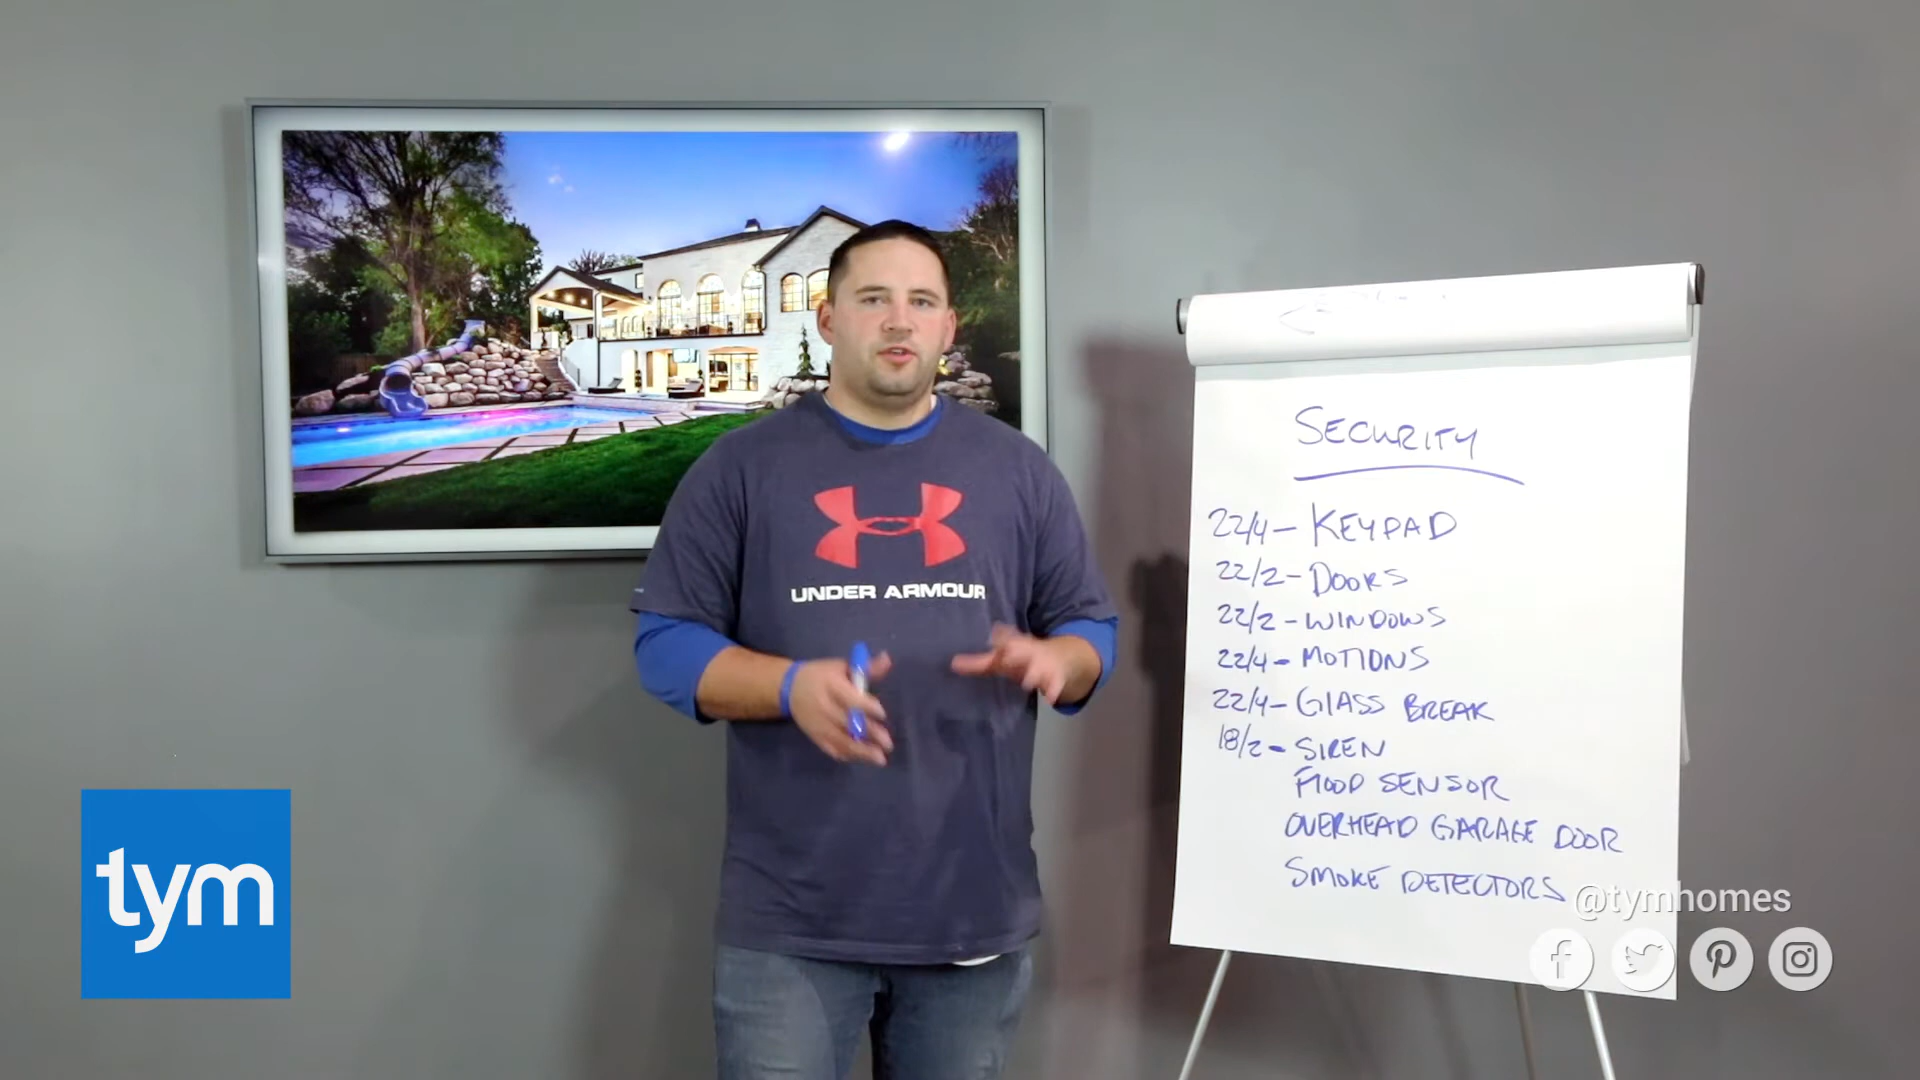 SECURITY
22/4 - KEYPAD
22/2 - DOORS
22/2 - WINDOWS
22/4 - MOTIONS
22/4 - GLASS BREAK
18/2 - SIREN
FLOOD SENSOR
OVERHEAD GARAGE DOOR
SMOKE DETECTORS
UNDER ARMOUR
tym
@tymhomes